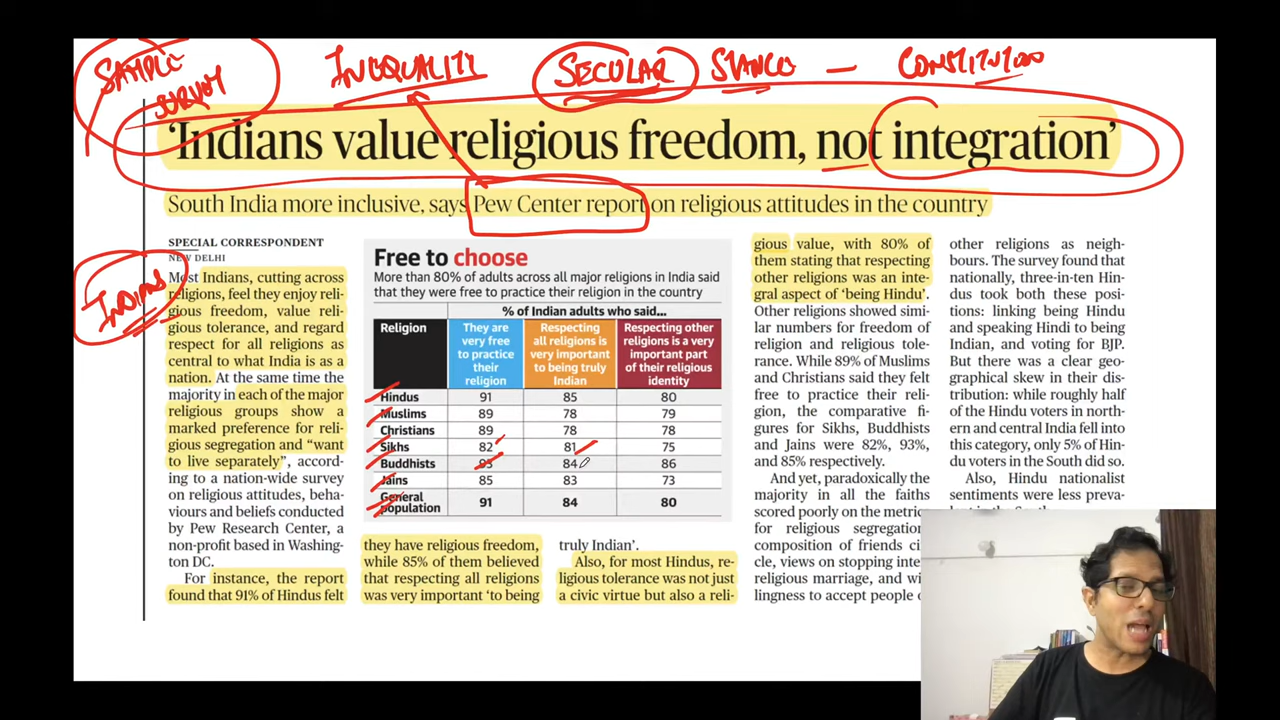 SAMPLE
SURVEY
INEQUALITY
SECULAR STANCE – CONSTITUTION
‘Indians value religious freedom, not integration’
South India more inclusive, says Pew Center report on religious attitudes in the country
INDIANS
SPECIAL CORRESPONDENT
NEW DELHI
Most Indians, cutting across
religions, feel they enjoy reli-
gious freedom, value reli-
gious tolerance, and regard
respect for all religions as
central to what India is as a
nation. At the same time the
majority in each of the major
religious groups show a
marked preference for reli-
gious segregation and “want
to live separately”, accord-
ing to a nation-wide survey
on religious attitudes, beha-
viours and beliefs conducted
by Pew Research Center, a
non-profit based in Washing-
ton DC.
For instance, the report
found that 91% of Hindus felt
Free to choose
More than 80% of adults across all major religions in India said
that they were free to practice their religion in the country
% of Indian adults who said...
Religion
They are
very free
to practice
their
religion
Respecting
all religions is
very important
to being truly
Indian
Respecting other
religions is a very
important part
of their religious
identity
Hindus 91 85 80
Muslims 89 78 79
Christians 89 78 78
Sikhs 82 81 75
Buddhists 93 84 86
Jains 85 83 73
General
population 91 84 80
they have religious freedom,
while 85% of them believed
that respecting all religions
was very important ‘to being
truly Indian’.
Also, for most Hindus, re-
ligious tolerance was not just
a civic virtue but also a reli-
gious value, with 80% of
them stating that respecting
other religions was an inte-
gral aspect of ‘being Hindu’.
Other religions showed simi-
lar numbers for freedom of
religion and religious tole-
rance. While 89% of Muslims
and Christians said they felt
free to practice their reli-
gion, the comparative fi-
gures for Sikhs, Buddhists
and Jains were 82%, 93%,
and 85% respectively.
And yet, paradoxically the
majority in all the faiths
scored poorly on the metric
for religious segregation
composition of friends ci
cle, views on stopping inte
religious marriage, and wi
lingness to accept people
other religions as neigh-
bours. The survey found that
nationally, three-in-ten Hin-
dus took both these posi-
tions: linking being Hindu
and speaking Hindi to being
Indian, and voting for BJP.
But there was a clear geo-
graphical skew in their dis-
tribution: while roughly half
of the Hindu voters in north-
ern and central India fell into
this category, only 5% of Hin-
du voters in the South did so.
Also, Hindu nationalist
sentiments were less preva-